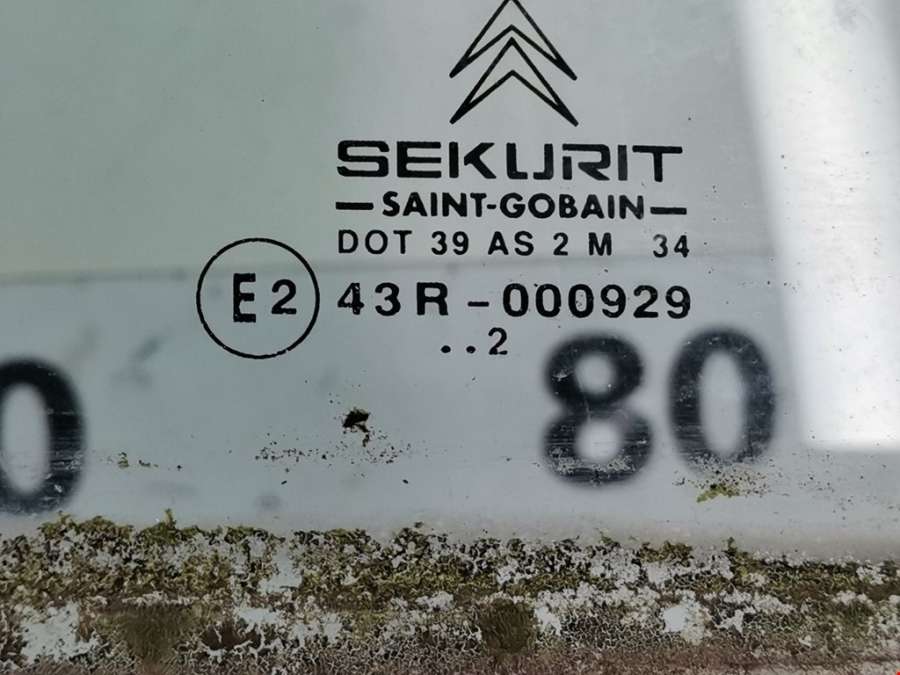 SEKURIT
SAINT-GOBAIN
DOT 39 AS 2 M 34
E2 43R-000929
..2
0 80